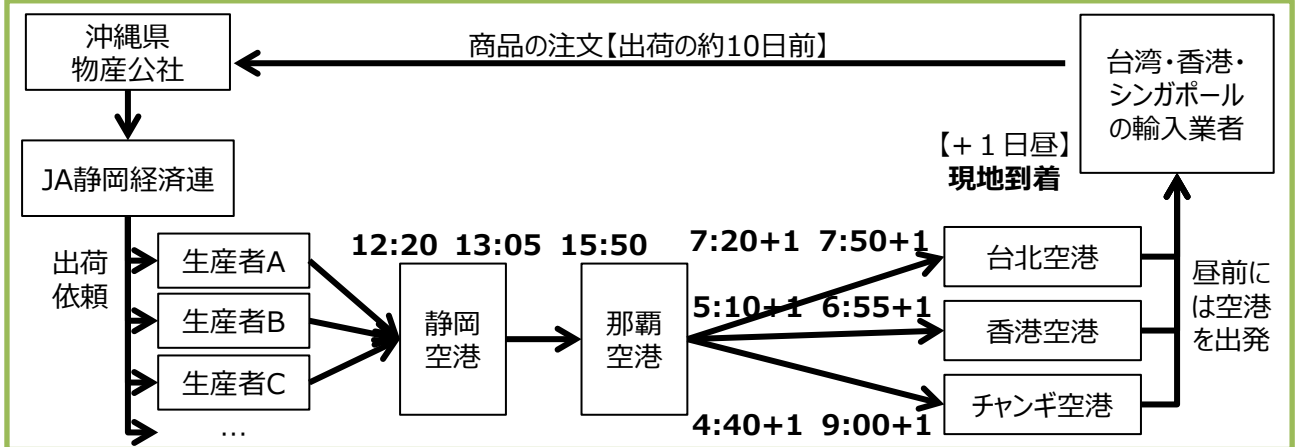 沖縄県
物産公社
商品の注文【出荷の約10日前】
台湾・香港・
シンガポール
の輸入業者
JA静岡経済連
【＋１日昼】
現地到着
出荷
依頼
生産者A
生産者B
生産者C
…
12:20 13:05 15:50
静岡
空港
那覇
空港
7:20+1 7:50+1
5:10+1 6:55+1
4:40+1 9:00+1
台北空港
香港空港
チャンギ空港
昼前に
は空港
を出発